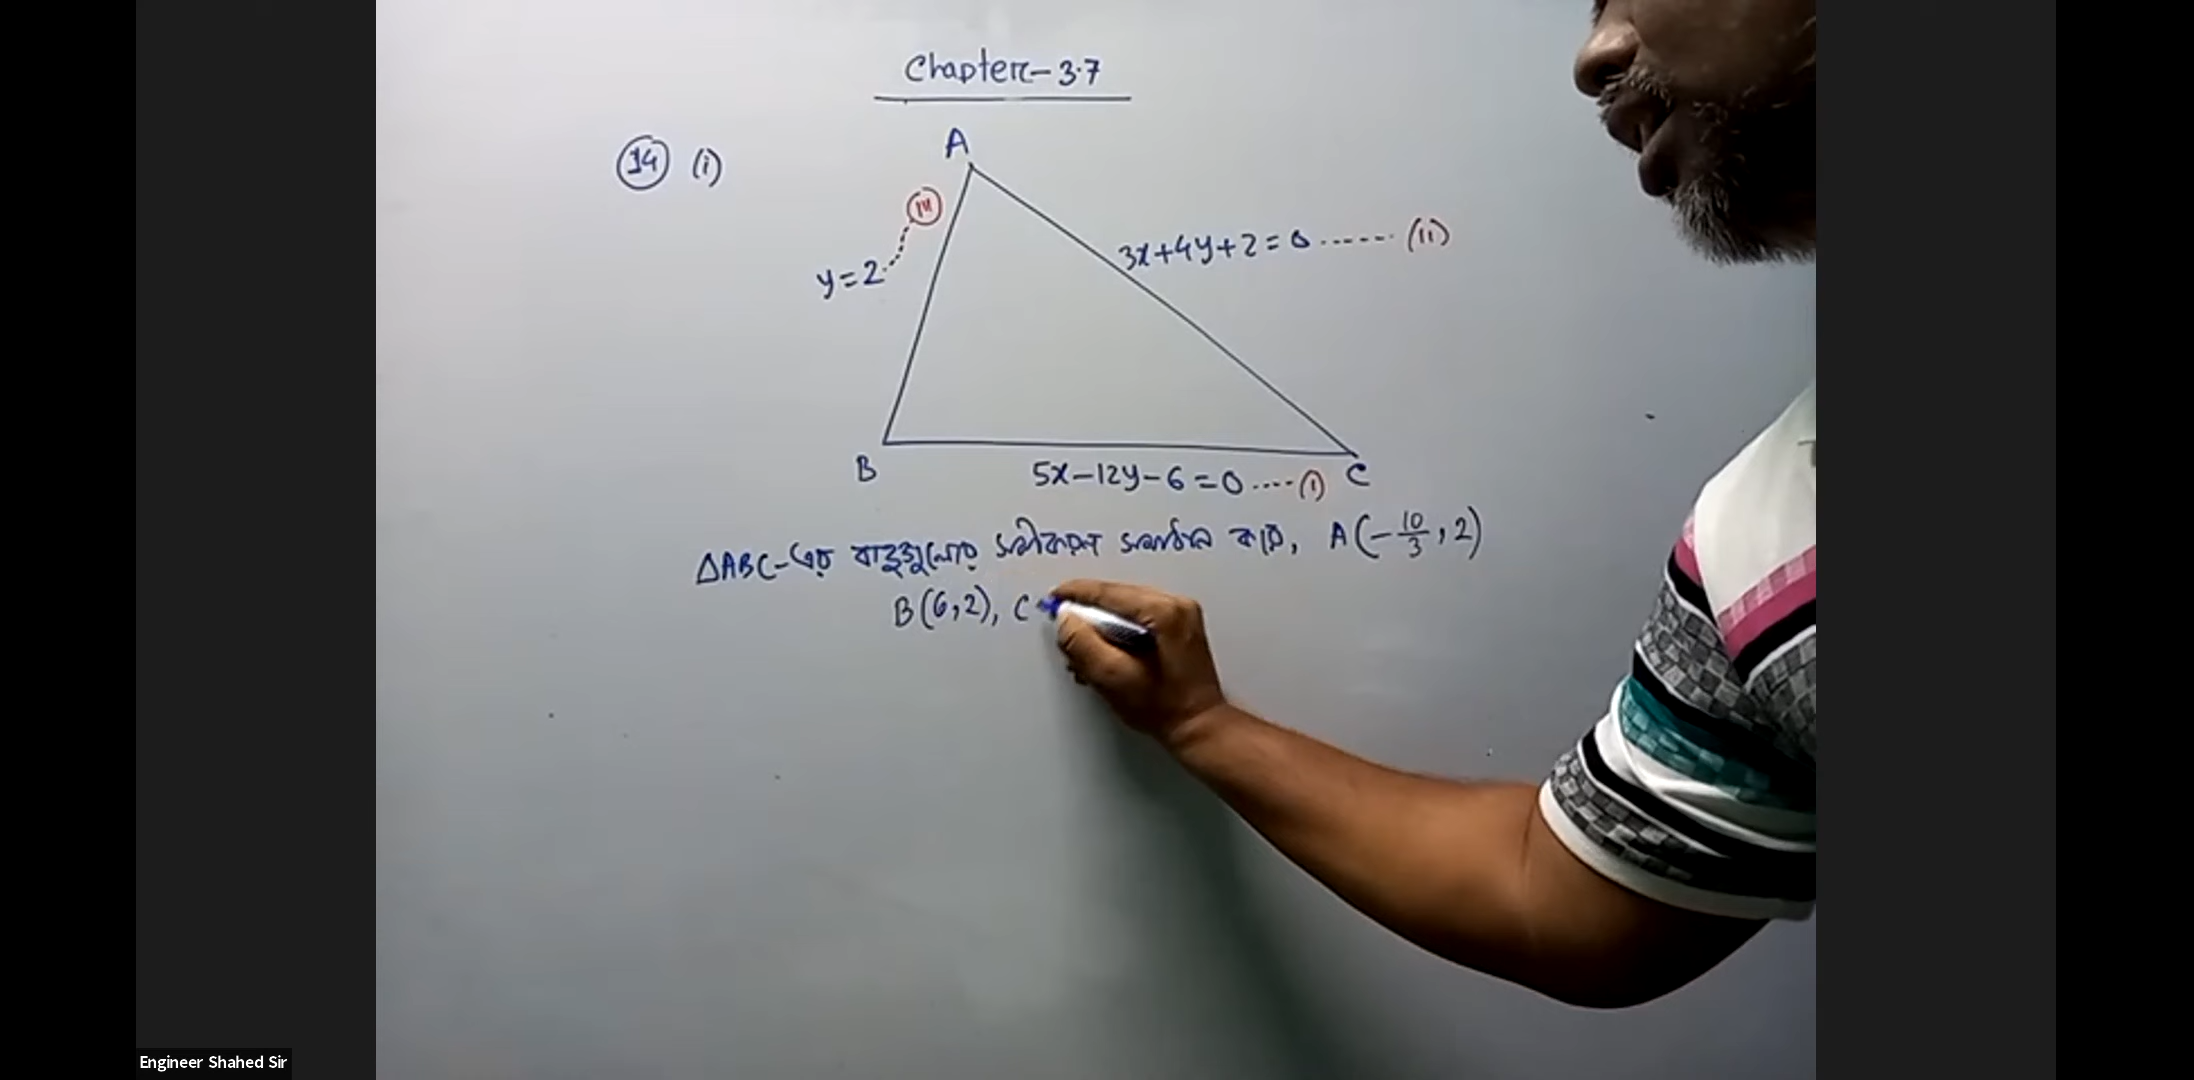 Chapter-3.7
14 (i)
A
(iii)
y=2
3x+4y+2=0 ...... (ii)
B
C
5x-12y-6=0 .... (i)
ΔABC-এর বাহুগুলোর সমীকরণ সমাধান করে, A(-10/3, 2)
B(6,2), C
Engineer Shahed Sir